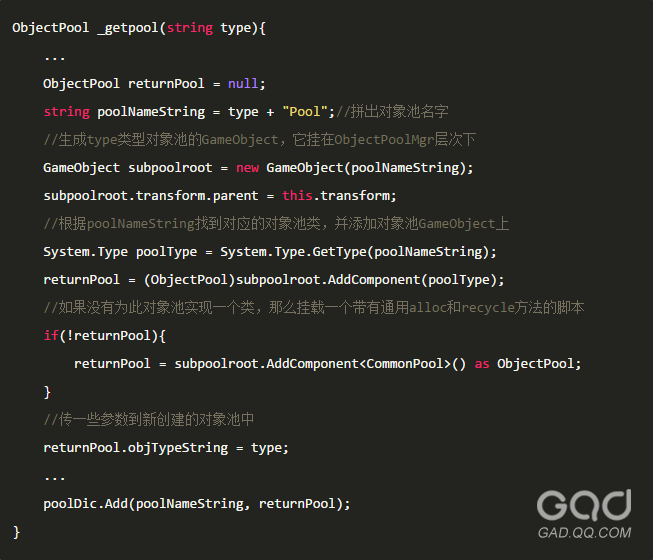 ObjectPool _getpool(string type){
...
ObjectPool returnPool = null;
string poolNameString = type + "Pool";//拼出对象池名字
//生成type类型对象池的GameObject，它挂在ObjectPoolMgr层次下
GameObject subpoolroot = new GameObject(poolNameString);
subpoolroot.transform.parent = this.transform;
//根据poolNameString找到对应的对象池类，并添加对象池GameObject上
System.Type poolType = System.Type.GetType(poolNameString);
returnPool = (ObjectPool)subpoolroot.AddComponent(poolType);
//如果没有为此对象池实现一个类，那么挂载一个带有通用alloc和recycle方法的脚本
if(!returnPool){
returnPool = subpoolroot.AddComponent<CommonPool>() as ObjectPool;
}
//传一些参数到新创建的对象池中
returnPool.objTypeString = type;
...
poolDic.Add(poolNameString, returnPool);
}
GAD
GAD.QQ.COM